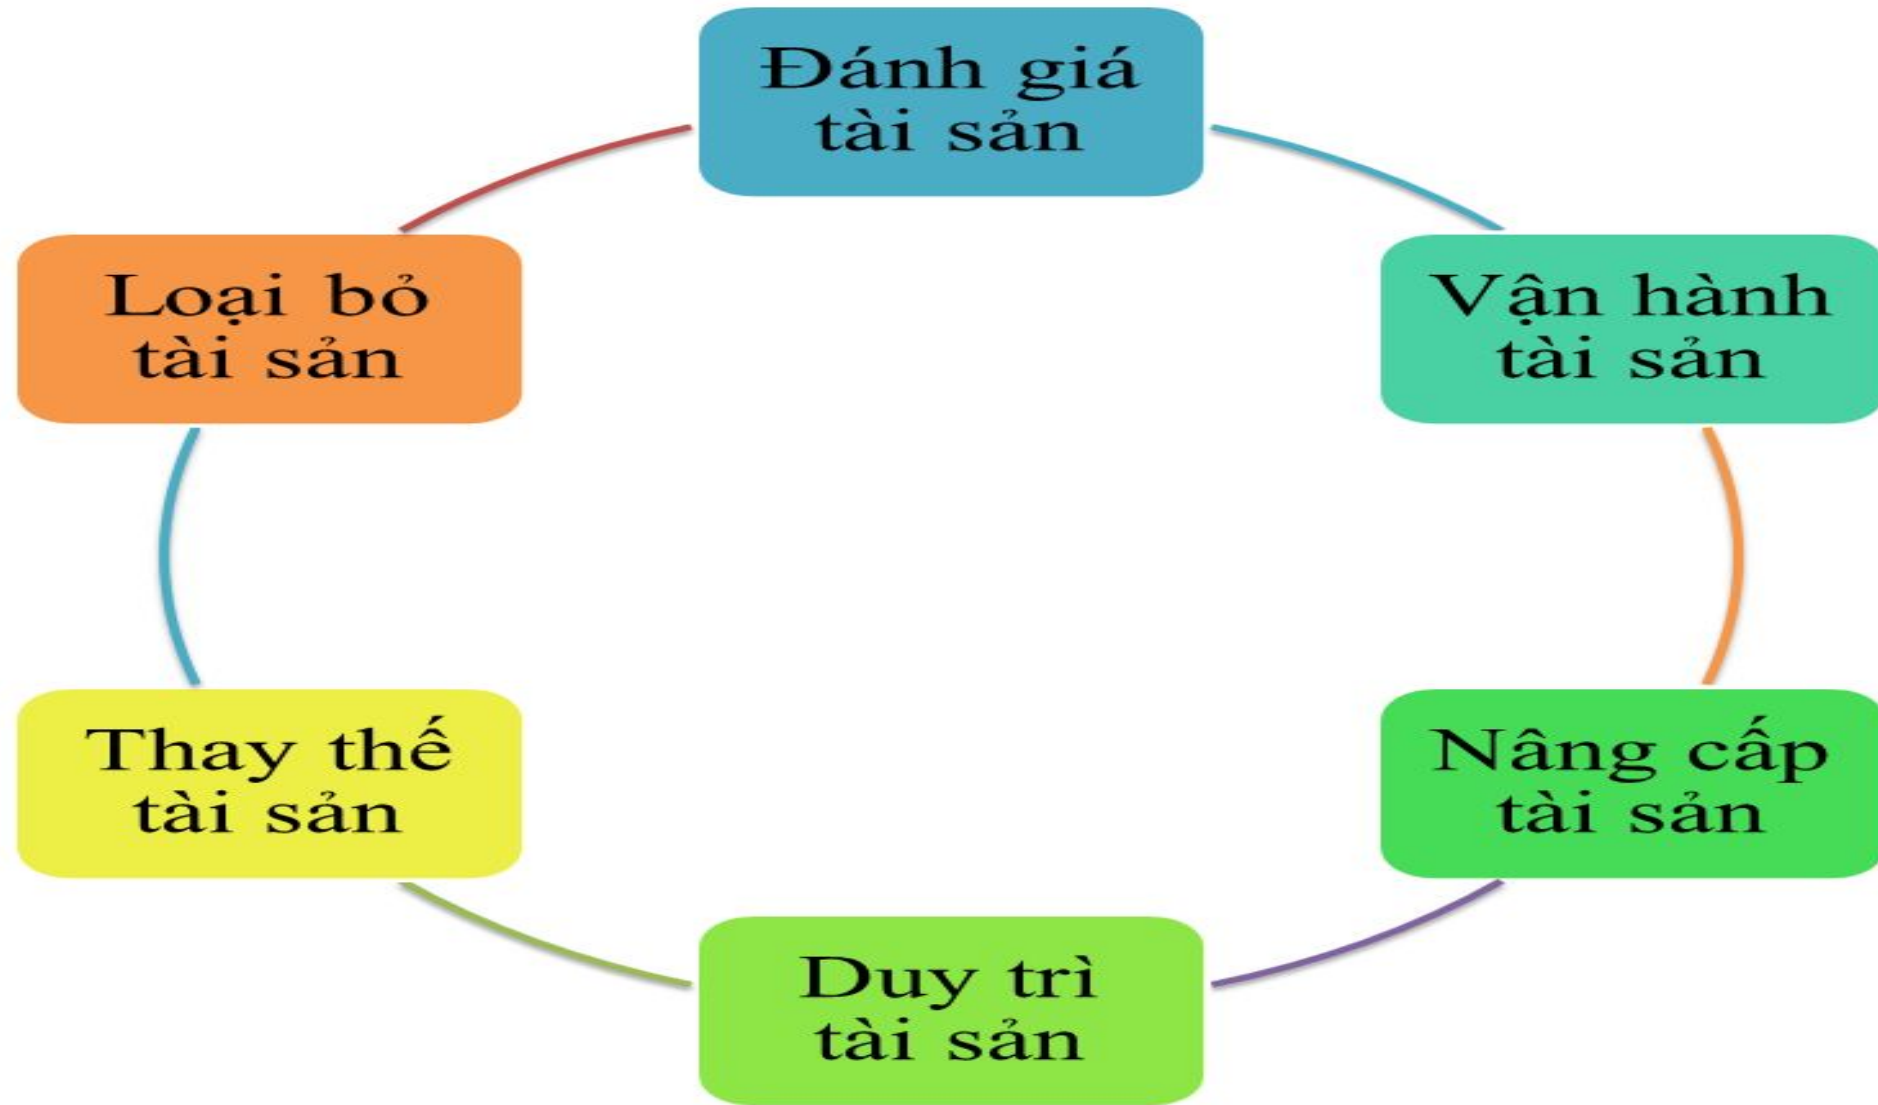 Đánh giá
tài sản
Vận hành
tài sản
Nâng cấp
tài sản
Duy trì
tài sản
Thay thế
tài sản
Loại bỏ
tài sản